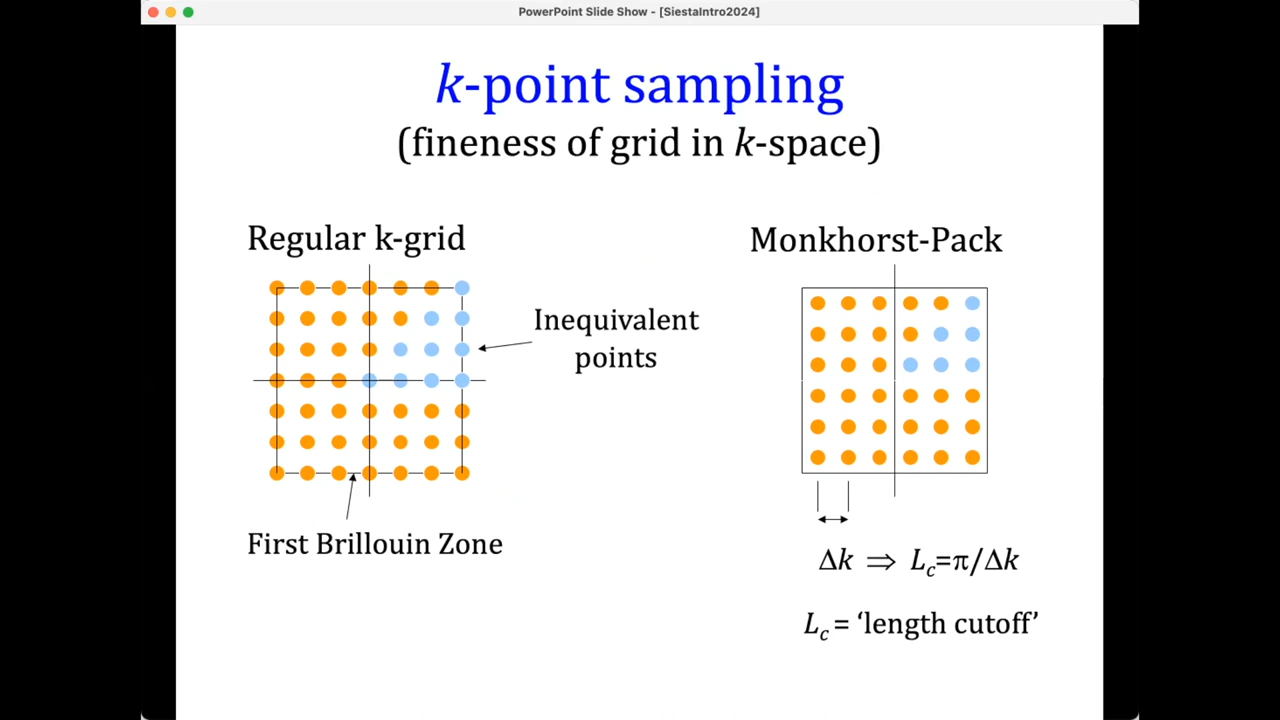 PowerPoint Slide Show - [SiestaIntro2024]
k-point sampling
(fineness of grid in k-space)
Regular k-grid
Monkhorst-Pack
Inequivalent
points
First Brillouin Zone
Δk ⇒ Lc=π/Δk
Lc = ‘length cutoff’